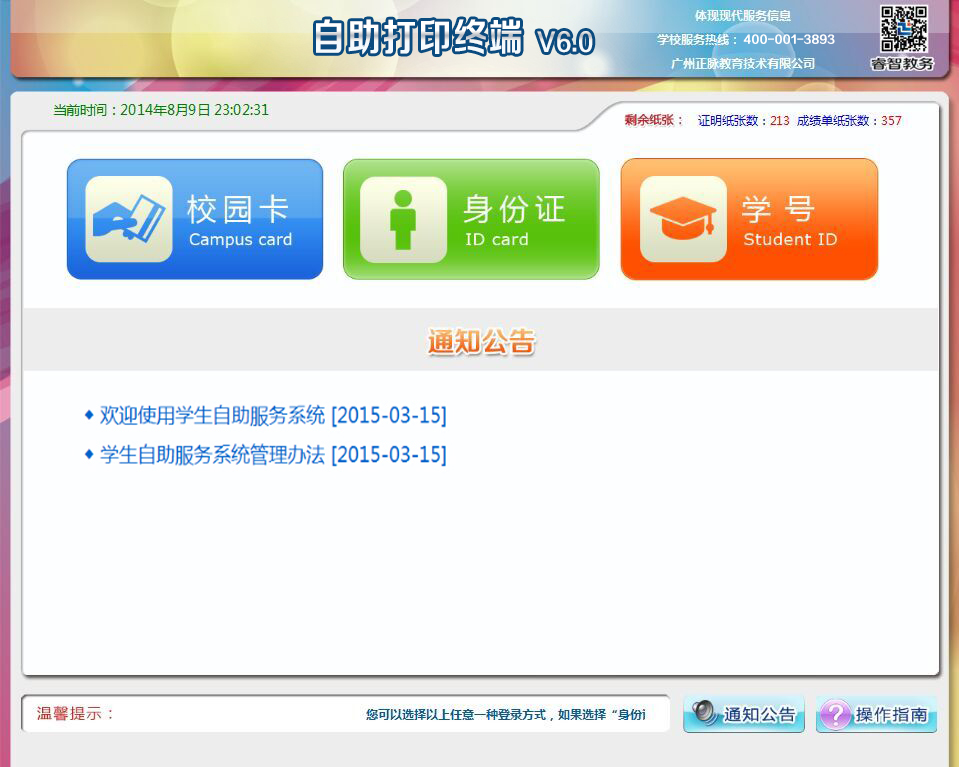 自助打印终端 V6.0
体现现代服务信息
学校服务热线：400-001-3893
广州正脉教育技术有限公司
睿智教务
当前时间：2014年8月9日 23:02:31
剩余纸张： 证明纸张数：213 成绩单纸张数：357
校园卡
Campus card
身份证
ID card
学号
Student ID
通知公告
欢迎使用学生自助服务系统 [2015-03-15]
学生自助服务系统管理办法 [2015-03-15]
温馨提示： 您可以选择以上任意一种登录方式，如果选择“身份
通知公告
操作指南